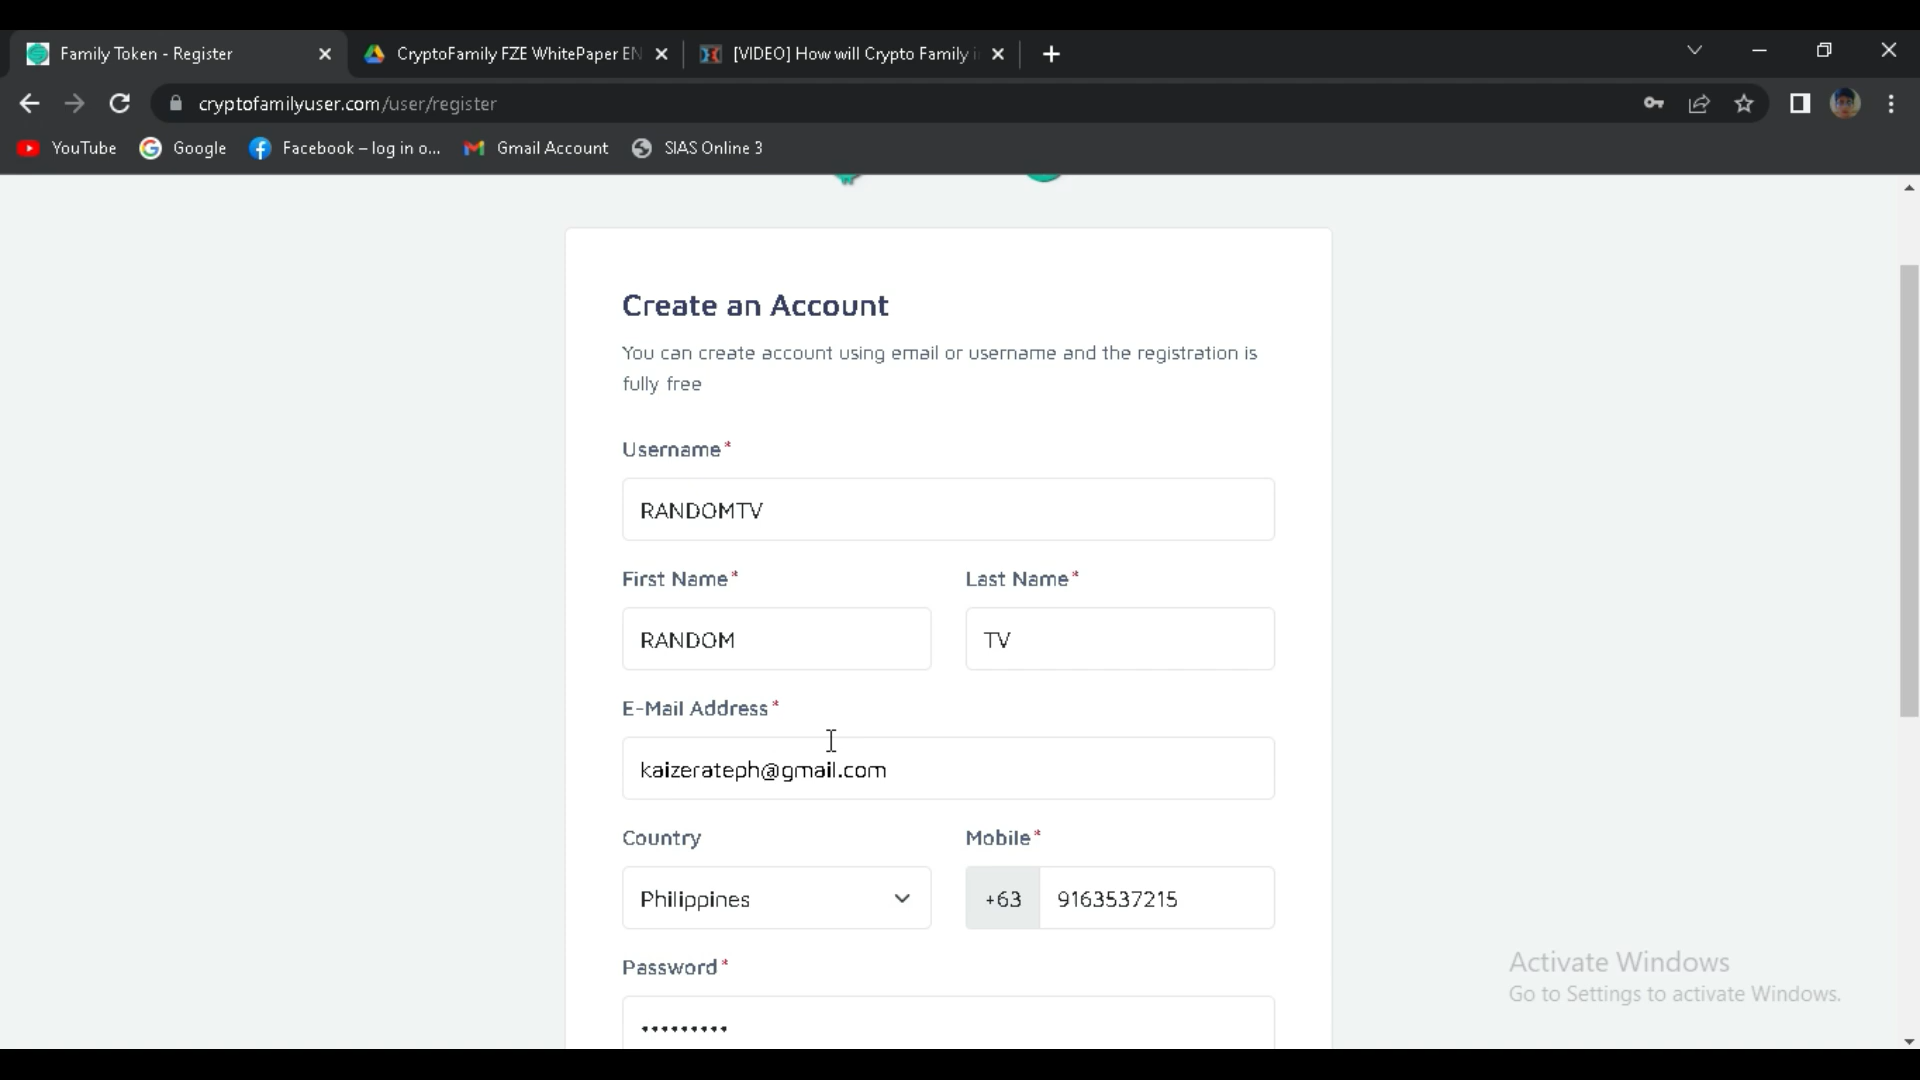 Family Token - Register
CryptoFamily FZE WhitePaper EN
[VIDEO] How will Crypto Family i
cryptofamilyuser.com/user/register
YouTube
Google
Facebook – log in o...
Gmail Account
SIAS Online 3
Create an Account
You can create account using email or username and the registration is
fully free
Username*
RANDOMTV
First Name* Last Name*
RANDOM TV
E-Mail Address*
kaizerateph@gmail.com
Country Mobile*
Philippines +63 9163537215
Password*
•••••••••
Activate Windows
Go to Settings to activate Windows.